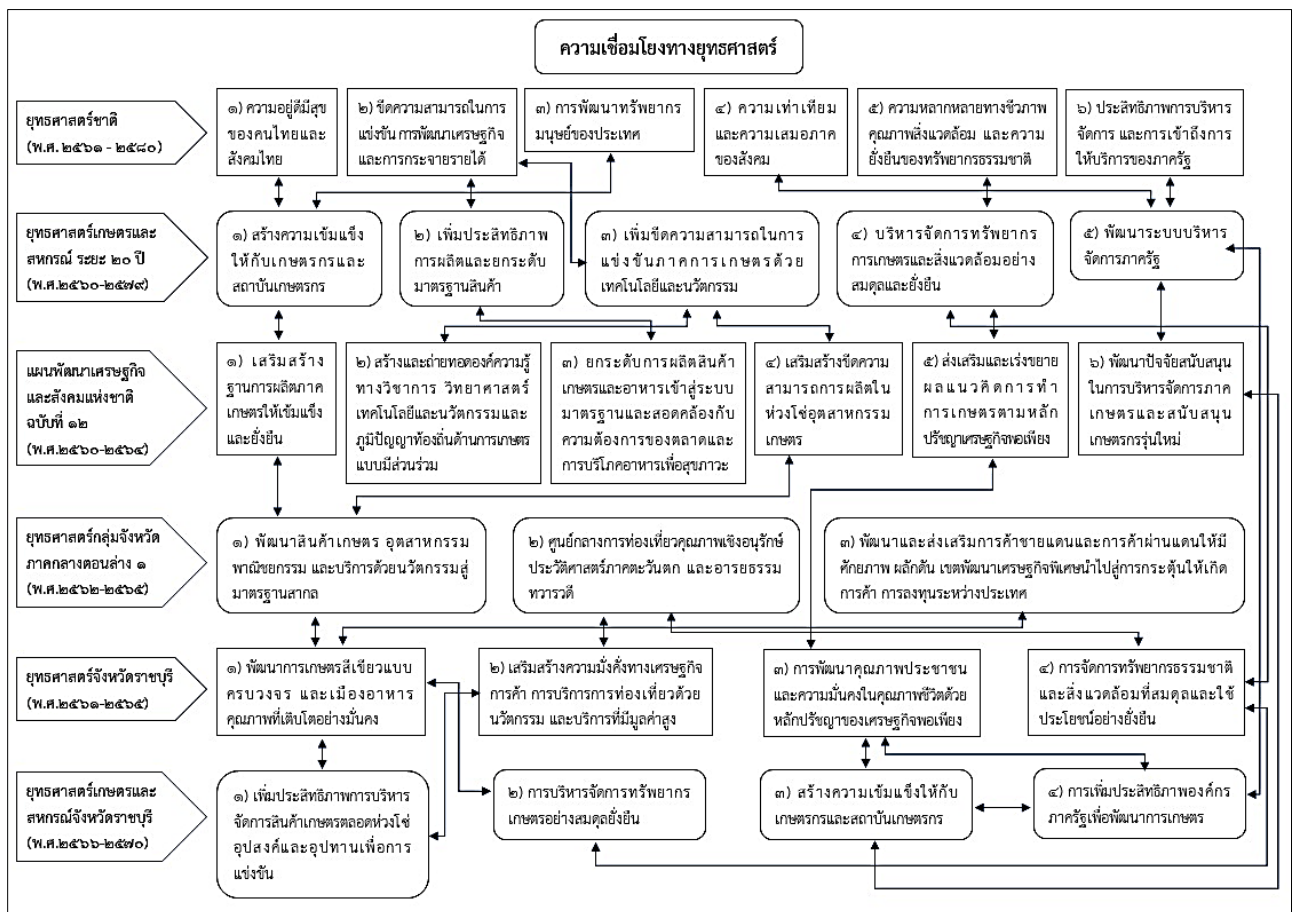 ความเชื่อมโยงทางยุทธศาสตร์
ยุทธศาสตร์ชาติ
(พ.ศ. ๒๕๖๑ - ๒๕๘๐)
๑) ความอยู่ดีมีสุข
ของคนไทยและ
สังคมไทย
๒) ขีดความสามารถในการ
แข่งขัน การพัฒนาเศรษฐกิจ
และการกระจายรายได้
๓) การพัฒนาทรัพยากร
มนุษย์ของประเทศ
๔) ความเท่าเทียม
และความเสมอภาค
ของสังคม
๕) ความหลากหลายทางชีวภาพ
คุณภาพสิ่งแวดล้อม และความ
ยั่งยืนของทรัพยากรธรรมชาติ
๖) ประสิทธิภาพการบริหาร
จัดการ และการเข้าถึงการ
ให้บริการของภาครัฐ
ยุทธศาสตร์เกษตรและ
สหกรณ์ ระยะ ๒๐ ปี
(พ.ศ.๒๕๖๐-๒๕๗๙)
๑) สร้างความเข้มแข็ง
ให้กับเกษตรกรและ
สถาบันเกษตรกร
๒) เพิ่มประสิทธิภาพ
การผลิตและยกระดับ
มาตรฐานสินค้า
๓) เพิ่มขีดความสามารถในการ
แข่งขันภาคการเกษตรด้วย
เทคโนโลยีและนวัตกรรม
๔) บริหารจัดการทรัพยากร
การเกษตรและสิ่งแวดล้อมอย่าง
สมดุลและยั่งยืน
๕) พัฒนาระบบบริหาร
จัดการภาครัฐ
แผนพัฒนาเศรษฐกิจ
และสังคมแห่งชาติ
ฉบับที่ ๑๒
(พ.ศ.๒๕๖๐-๒๕๖๔)
๑) เสริมสร้าง
ฐานการผลิตภาค
เกษตรให้เข้มแข็ง
และยั่งยืน
๒) สร้างและถ่ายทอดองค์ความรู้
ทางวิชาการ วิทยาศาสตร์
เทคโนโลยีและนวัตกรรมและ
ภูมิปัญญาท้องถิ่นด้านการเกษตร
แบบมีส่วนร่วม
๓) ยกระดับการผลิตสินค้า
เกษตรและอาหารเข้าสู่ระบบ
มาตรฐานและสอดคล้องกับ
ความต้องการของตลาดและ
การบริโภคอาหารเพื่อสุขภาวะ
๔) เสริมสร้างขีดความ
สามารถการผลิตใน
ห่วงโซ่อุตสาหกรรม
เกษตร
๕) ส่งเสริมและเร่งขยาย
ผลแนวคิดการทำ
การเกษตรตามหลัก
ปรัชญาเศรษฐกิจพอเพียง
๖) พัฒนาปัจจัยสนับสนุน
ในการบริหารจัดการภาค
เกษตรและสนับสนุน
เกษตรกรรุ่นใหม่
ยุทธศาสตร์กลุ่มจังหวัด
ภาคกลางตอนล่าง ๑
(พ.ศ.๒๕๖๒-๒๕๖๕)
๑) พัฒนาสินค้าเกษตร อุตสาหกรรม
พาณิชยกรรม และบริการด้วยนวัตกรรมสู่
มาตรฐานสากล
๒) ศูนย์กลางการท่องเที่ยวคุณภาพเชิงอนุรักษ์
ประวัติศาสตร์ภาคตะวันตก และอารยธรรม
ทวารวดี
๓) พัฒนาและส่งเสริมการค้าชายแดนและการค้าผ่านแดนให้มี
ศักยภาพ ผลักดัน เขตพัฒนาเศรษฐกิจพิเศษนำไปสู่การกระตุ้นให้เกิด
การค้า การลงทุนระหว่างประเทศ
ยุทธศาสตร์จังหวัดราชบุรี
(พ.ศ.๒๕๖๑-๒๕๖๕)
๑) พัฒนาการเกษตรสีเขียวแบบ
ครบวงจร และเมืองอาหาร
คุณภาพที่เติบโตอย่างมั่นคง
๒) เสริมสร้างความมั่งคั่งทางเศรษฐกิจ
การค้า การบริการการท่องเที่ยวด้วย
นวัตกรรม และบริการที่มีมูลค่าสูง
๓) การพัฒนาคุณภาพประชาชน
และความมั่นคงในคุณภาพชีวิตด้วย
หลักปรัชญาของเศรษฐกิจพอเพียง
๔) การจัดการทรัพยากรธรรมชาติ
และสิ่งแวดล้อมที่สมดุลและใช้
ประโยชน์อย่างยั่งยืน
ยุทธศาสตร์เกษตรและ
สหกรณ์จังหวัดราชบุรี
(พ.ศ.๒๕๖๖-๒๕๗๐)
๑) เพิ่มประสิทธิภาพการบริหาร
จัดการสินค้าเกษตรตลอดห่วงโซ่
อุปสงค์และอุปทานเพื่อการ
แข่งขัน
๒) การบริหารจัดการทรัพยากร
เกษตรอย่างสมดุลยั่งยืน
๓) สร้างความเข้มแข็งให้กับ
เกษตรกรและสถาบันเกษตรกร
๔) การเพิ่มประสิทธิภาพองค์กร
ภาครัฐเพื่อพัฒนาการเกษตร